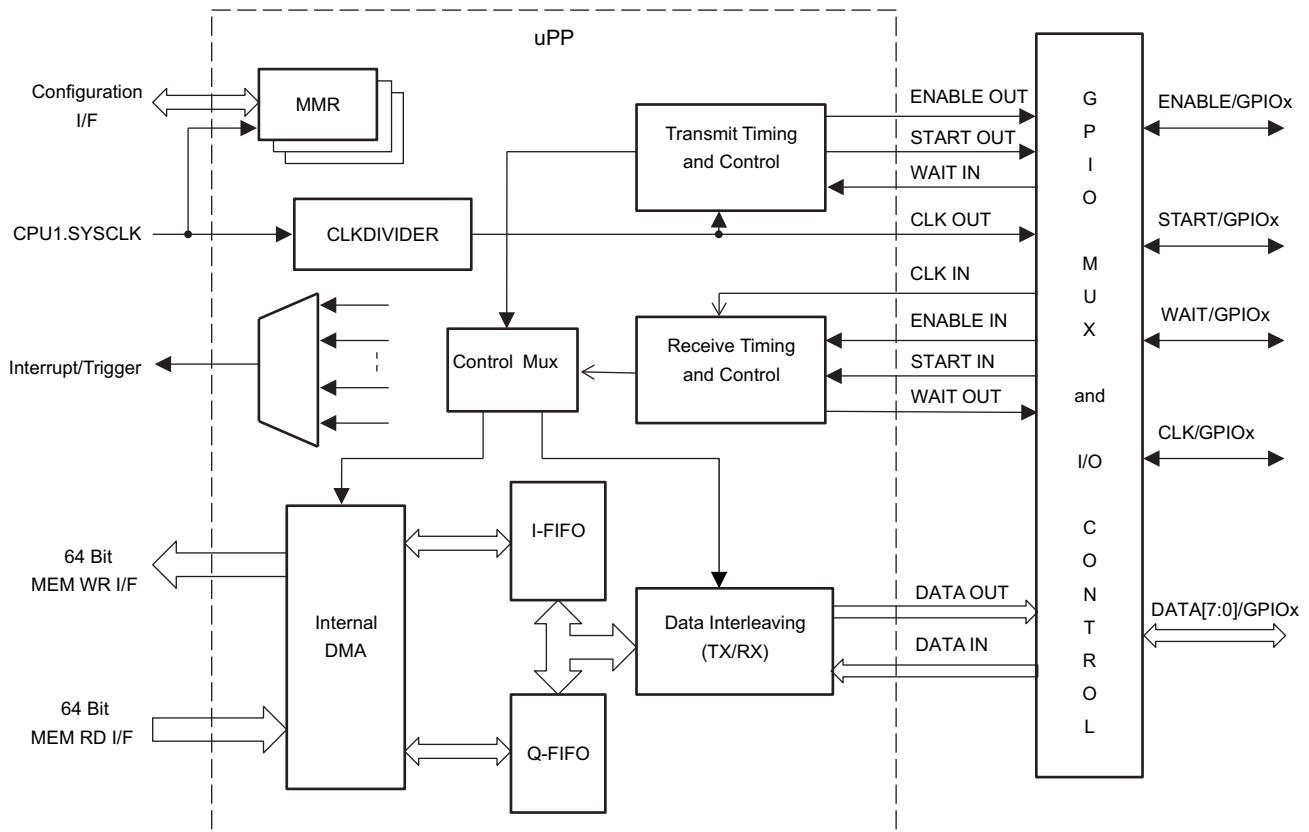 uPP
Configuration
I/F
MMR
CPU1.SYSCLK
CLKDIVIDER
Transmit Timing
and Control
ENABLE OUT
START OUT
WAIT IN
CLK OUT
CLK IN
ENABLE IN
START IN
WAIT OUT
Interrupt/Trigger
Control Mux
Receive Timing
and Control
64 Bit
MEM WR I/F
64 Bit
MEM RD I/F
Internal
DMA
I-FIFO
Q-FIFO
Data Interleaving
(TX/RX)
DATA OUT
DATA IN
G
P
I
O
M
U
X
and
I/O
C
O
N
T
R
O
L
ENABLE/GPIOx
START/GPIOx
WAIT/GPIOx
CLK/GPIOx
DATA[7:0]/GPIOx